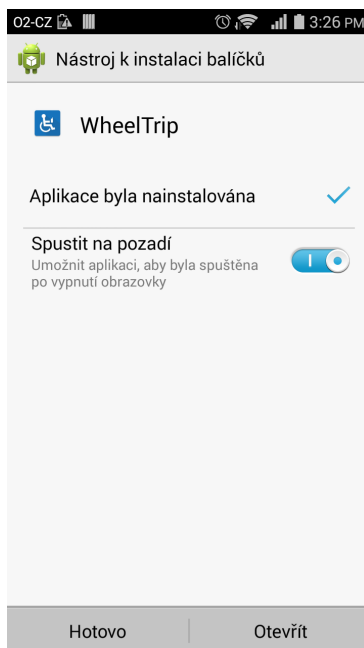 O2-CZ 3:26 PM
Nástroj k instalaci balíčků
WheelTrip
Aplikace byla nainstalována
Spustit na pozadí
Umožnit aplikaci, aby byla spuštěna
po vypnutí obrazovky
Hotovo Otevřít